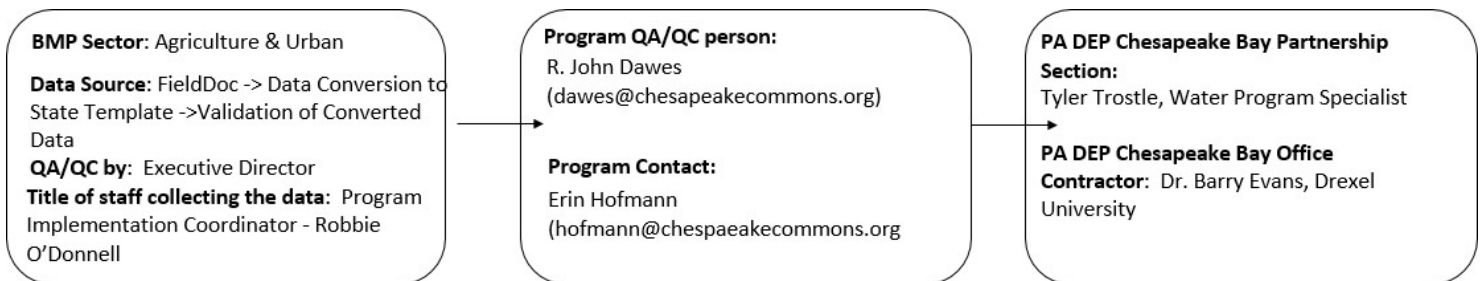 BMP Sector: Agriculture & Urban
Data Source: FieldDoc -> Data Conversion to
State Template ->Validation of Converted
Data
QA/QC by: Executive Director
Title of staff collecting the data: Program
Implementation Coordinator - Robbie
O’Donnell
Program QA/QC person:
R. John Dawes
(dawes@chesapeakecommons.org)
Program Contact:
Erin Hofmann
(hofmann@chespaeakecommons.org
PA DEP Chesapeake Bay Partnership
Section:
Tyler Trostle, Water Program Specialist
PA DEP Chesapeake Bay Office
Contractor: Dr. Barry Evans, Drexel
University